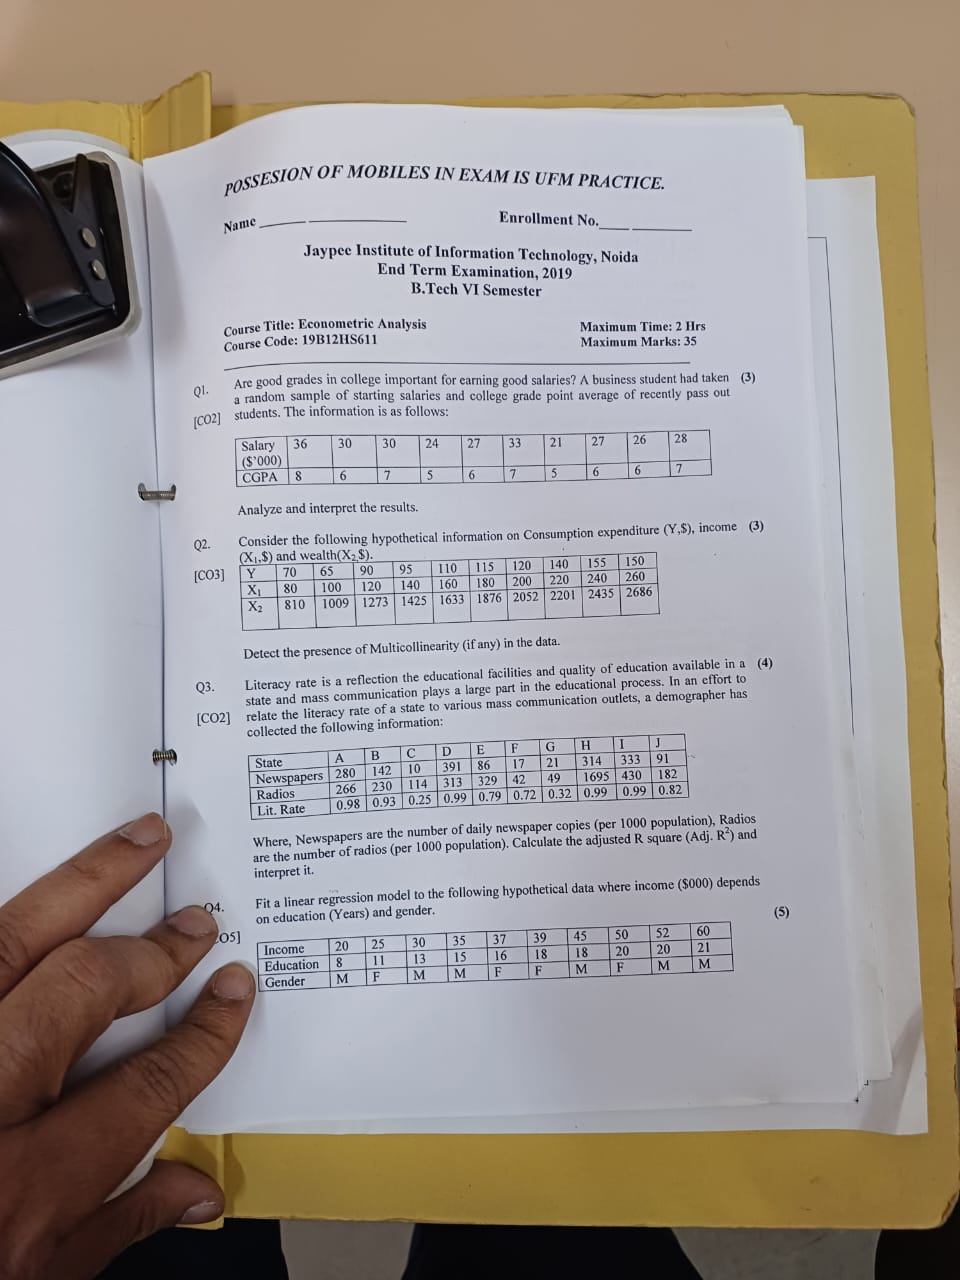 POSSESION OF MOBILES IN EXAM IS UFM PRACTICE.
Name
Enrollment No.
Jaypee Institute of Information Technology, Noida
End Term Examination, 2019
B.Tech VI Semester
Course Title: Econometric Analysis
Maximum Time: 2 Hrs
Course Code: 19B12HS611
Maximum Marks: 35
Q1. Are good grades in college important for earning good salaries? A business student had taken (3)
a random sample of starting salaries and college grade point average of recently pass out
[CO2] students. The information is as follows:
Salary ($'000) 36 30 30 24 27 33 21 27 26 28
CGPA 8 6 7 5 6 7 5 6 6 7
Analyze and interpret the results.
Q2. Consider the following hypothetical information on Consumption expenditure (Y,$), income (3)
(X1,$) and wealth(X2,$).
[CO3] Y 70 65 90 95 110 115 120 140 155 150
X1 80 100 120 140 160 180 200 220 240 260
X2 810 1009 1273 1425 1633 1876 2052 2201 2435 2686
Detect the presence of Multicollinearity (if any) in the data.
Q3. Literacy rate is a reflection the educational facilities and quality of education available in a (4)
state and mass communication plays a large part in the educational process. In an effort to
[CO2] relate the literacy rate of a state to various mass communication outlets, a demographer has
collected the following information:
State A B C D E F G H I J
Newspapers 280 142 10 391 86 17 21 314 333 91
Radios 266 230 114 313 329 42 49 1695 430 182
Lit. Rate 0.98 0.93 0.25 0.99 0.79 0.72 0.32 0.99 0.99 0.82
Where, Newspapers are the number of daily newspaper copies (per 1000 population), Radios
are the number of radios (per 1000 population). Calculate the adjusted R square (Adj. R²) and
interpret it.
Q4. Fit a linear regression model to the following hypothetical data where income ($000) depends
on education (Years) and gender. (5)
O5]
Income 20 25 30 35 37 39 45 50 52 60
Education 8 11 13 15 16 18 18 20 20 21
Gender M F M M F F M F M M